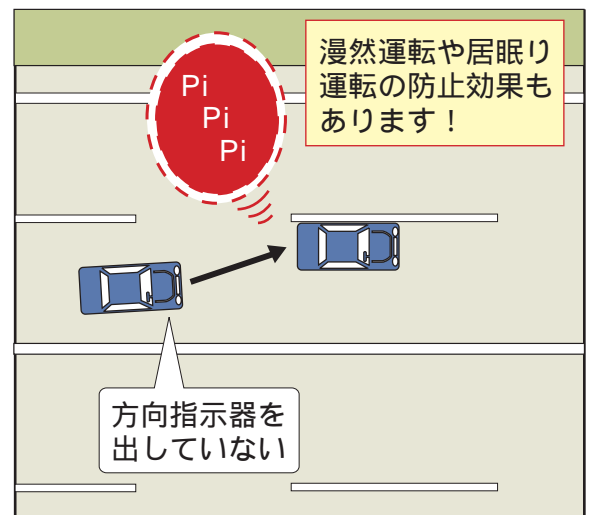 漫然運転や居眠り
運転の防止効果も
あります！
Pi
Pi
Pi
方向指示器を
出していない